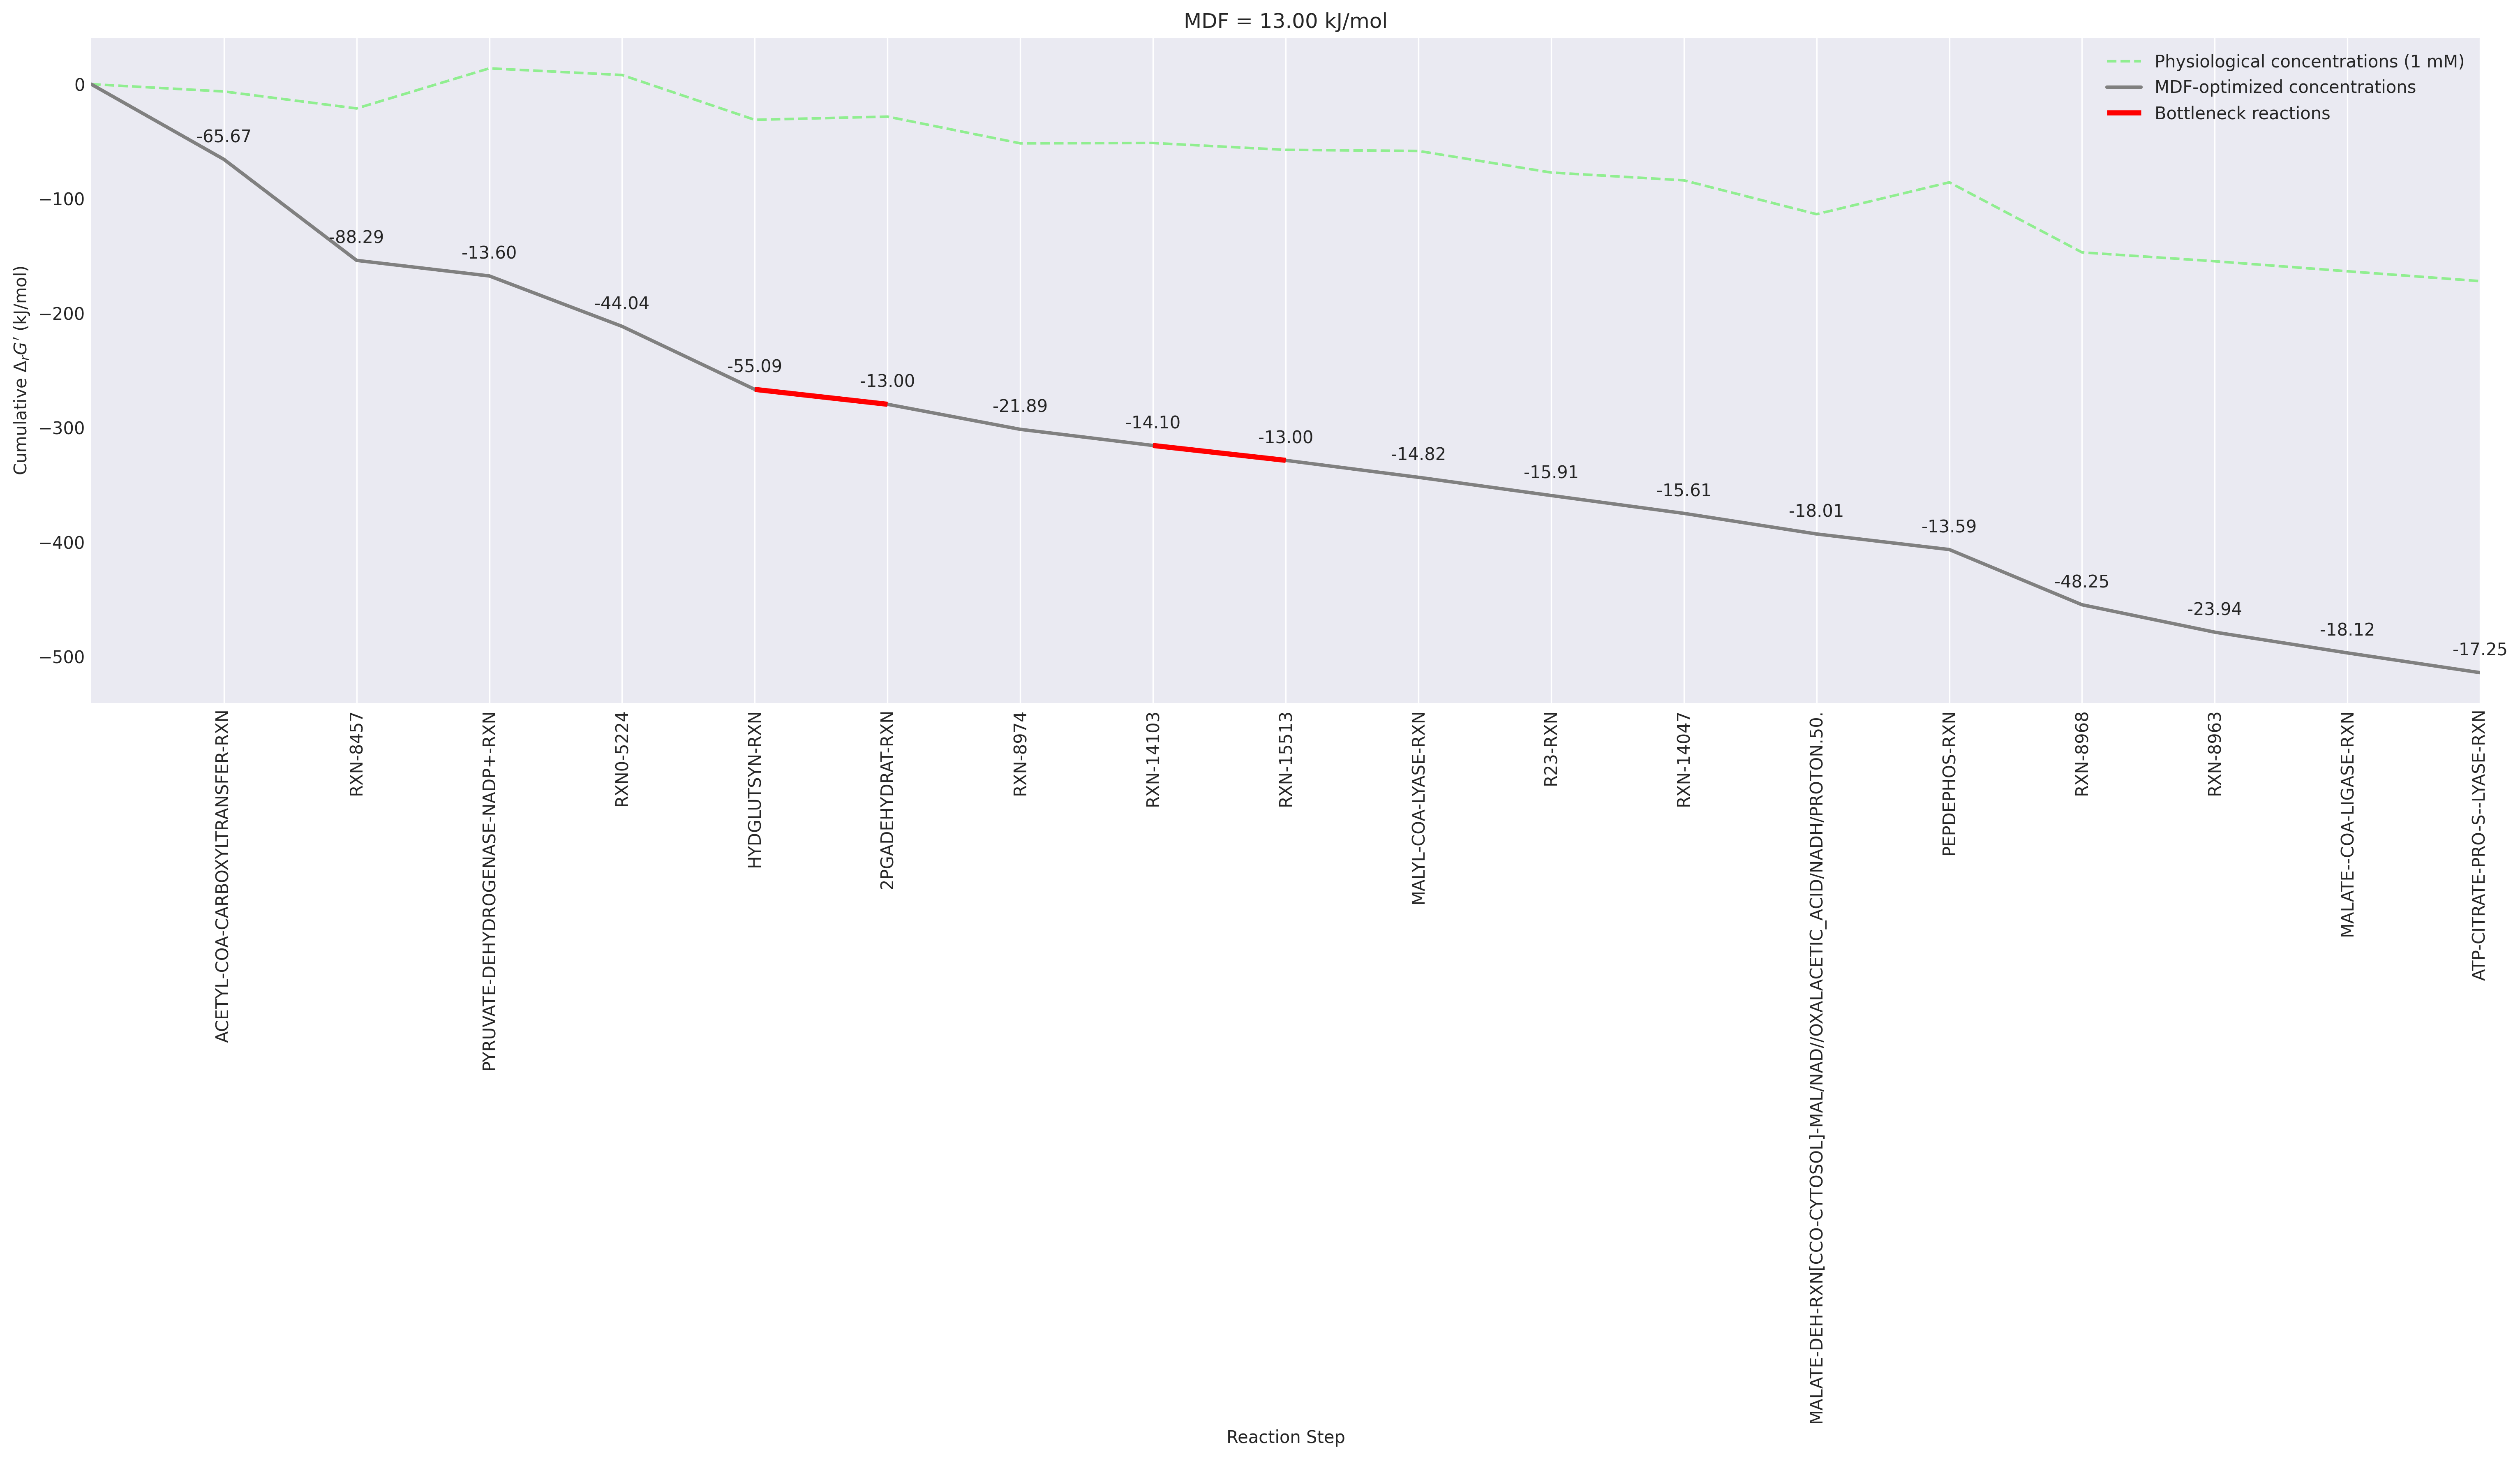 MDF = 13.00 kJ/mol
Physiological concentrations (1 mM)
MDF-optimized concentrations
Bottleneck reactions
Cumulative ΔrG′ (kJ/mol)
0
−100
−200
−300
−400
−500
-65.67
-88.29
-13.60
-44.04
-55.09
-13.00
-21.89
-14.10
-13.00
-14.82
-15.91
-15.61
-18.01
-13.59
-48.25
-23.94
-18.12
-17.25
ACETYL-COA-CARBOXYLTRANSFER-RXN
RXN-8457
PYRUVATE-DEHYDROGENASE-NADP+-RXN
RXN0-5224
HYDGLUTSYN-RXN
2PGADEHYDRAT-RXN
RXN-8974
RXN-14103
RXN-15513
MALYL-COA-LYASE-RXN
R23-RXN
RXN-14047
MALATE-DEH-RXN[CCO-CYTOSOL]-MAL/NAD//OXALACETIC_ACID/NADH/PROTON.50.
PEPDEPHOS-RXN
RXN-8968
RXN-8963
MALATE--COA-LIGASE-RXN
ATP-CITRATE-PRO-S--LYASE-RXN
Reaction Step